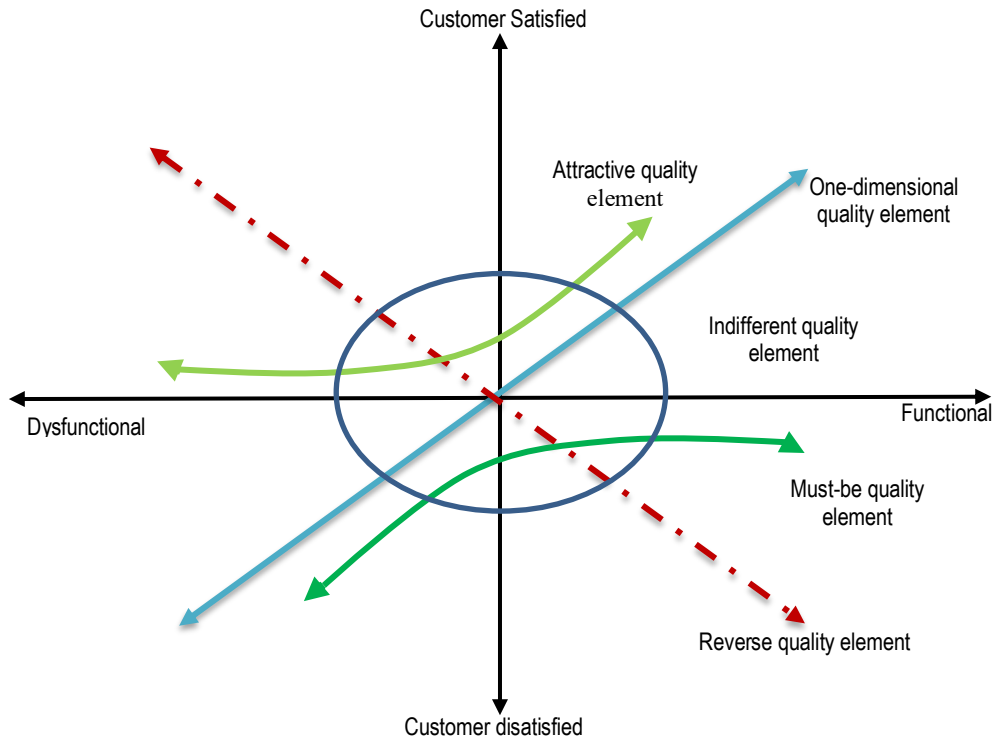 Customer Satisfied
Attractive quality
element
One-dimensional
quality element
Indifferent quality
element
Dysfunctional
Functional
Must-be quality
element
Reverse quality element
Customer disatisfied